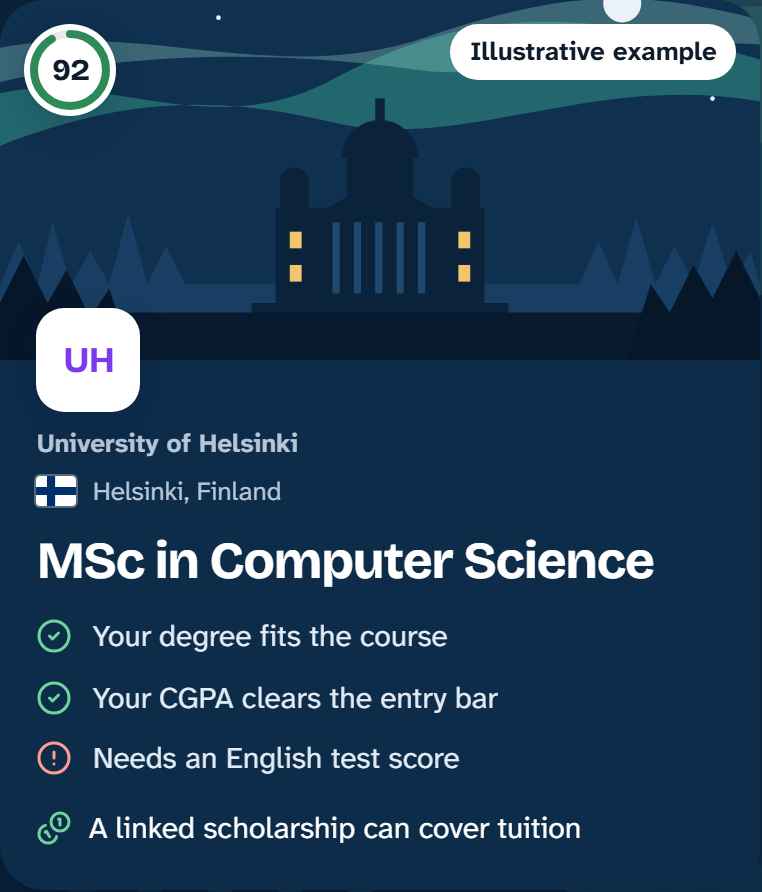 92
Illustrative example
UH
University of Helsinki
Helsinki, Finland
MSc in Computer Science
Your degree fits the course
Your CGPA clears the entry bar
Needs an English test score
A linked scholarship can cover tuition